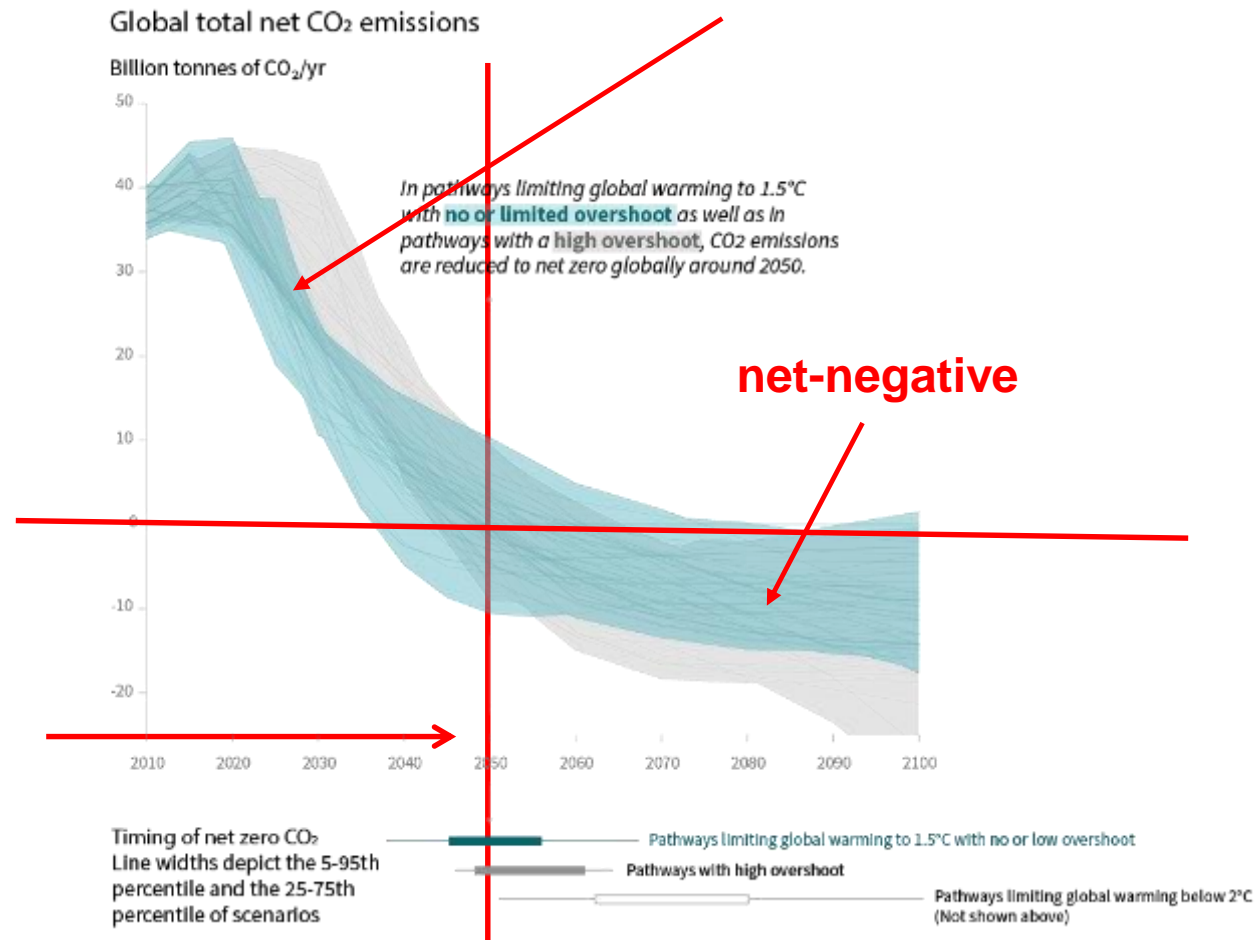 Global total net CO₂ emissions
Billion tonnes of CO₂/yr
50
40
30
20
10
0
-10
-20
In pathways limiting global warming to 1.5°C
with no or limited overshoot as well as in
pathways with a high overshoot, CO2 emissions
are reduced to net zero globally around 2050.
net-negative
2010 2020 2030 2040 2050 2060 2070 2080 2090 2100
Timing of net zero CO₂
Line widths depict the 5-95th
percentile and the 25-75th
percentile of scenarios
Pathways limiting global warming to 1.5°C with no or low overshoot
Pathways with high overshoot
Pathways limiting global warming below 2°C
(Not shown above)